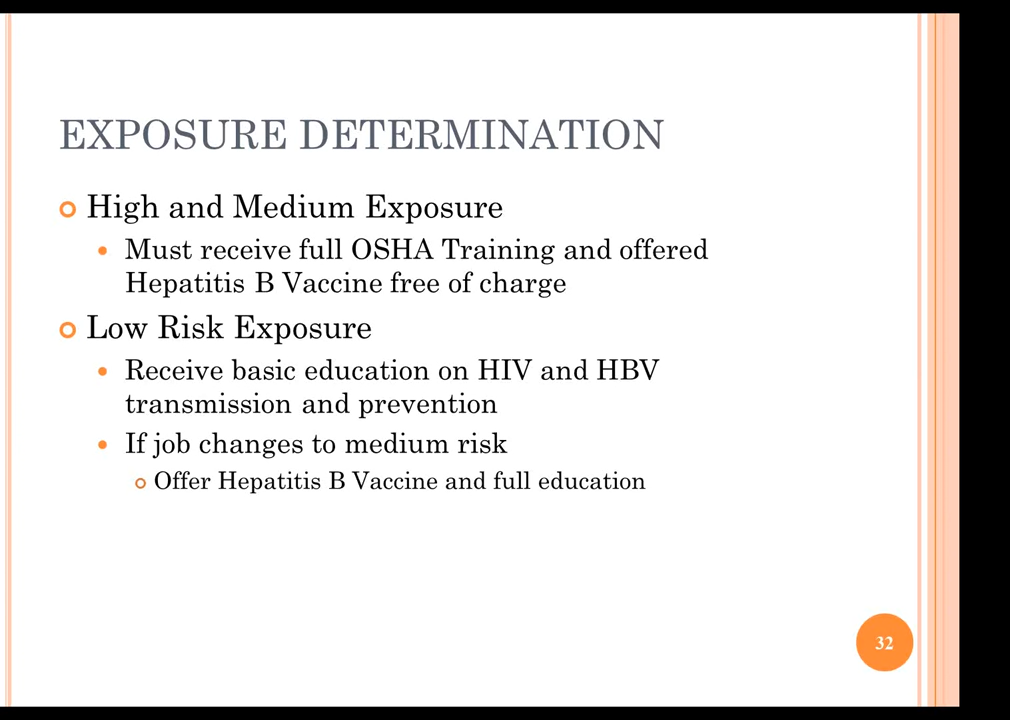 EXPOSURE DETERMINATION
High and Medium Exposure
Must receive full OSHA Training and offered
Hepatitis B Vaccine free of charge
Low Risk Exposure
Receive basic education on HIV and HBV
transmission and prevention
If job changes to medium risk
Offer Hepatitis B Vaccine and full education
32